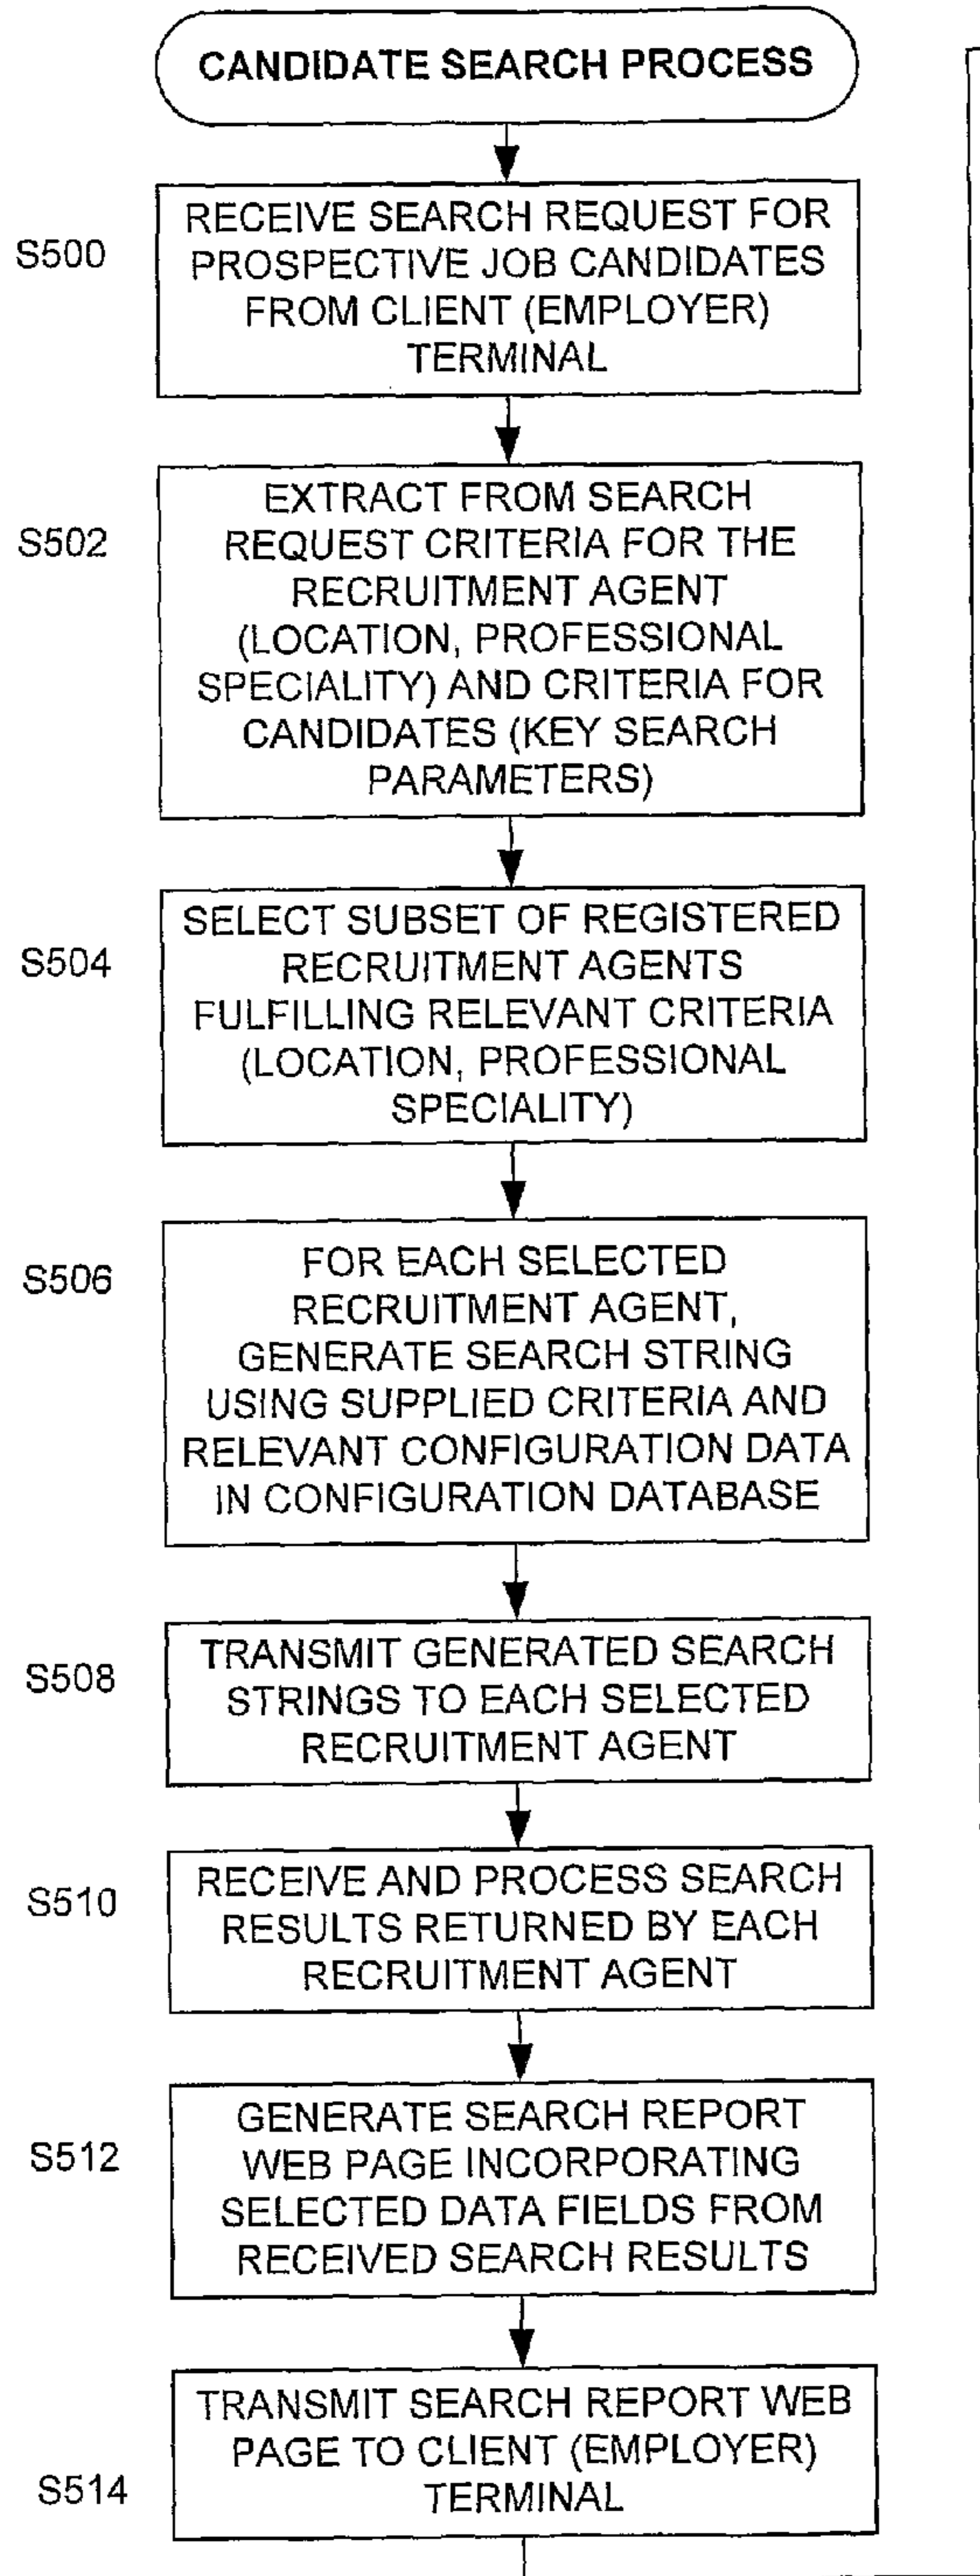 CANDIDATE SEARCH PROCESS
S500
RECEIVE SEARCH REQUEST FOR
PROSPECTIVE JOB CANDIDATES
FROM CLIENT (EMPLOYER)
TERMINAL
S502
EXTRACT FROM SEARCH
REQUEST CRITERIA FOR THE
RECRUITMENT AGENT
(LOCATION, PROFESSIONAL
SPECIALITY) AND CRITERIA FOR
CANDIDATES (KEY SEARCH
PARAMETERS)
S504
SELECT SUBSET OF REGISTERED
RECRUITMENT AGENTS
FULFILLING RELEVANT CRITERIA
(LOCATION, PROFESSIONAL
SPECIALITY)
S506
FOR EACH SELECTED
RECRUITMENT AGENT,
GENERATE SEARCH STRING
USING SUPPLIED CRITERIA AND
RELEVANT CONFIGURATION DATA
IN CONFIGURATION DATABASE
S508
TRANSMIT GENERATED SEARCH
STRINGS TO EACH SELECTED
RECRUITMENT AGENT
S510
RECEIVE AND PROCESS SEARCH
RESULTS RETURNED BY EACH
RECRUITMENT AGENT
S512
GENERATE SEARCH REPORT
WEB PAGE INCORPORATING
SELECTED DATA FIELDS FROM
RECEIVED SEARCH RESULTS
S514
TRANSMIT SEARCH REPORT WEB
PAGE TO CLIENT (EMPLOYER)
TERMINAL